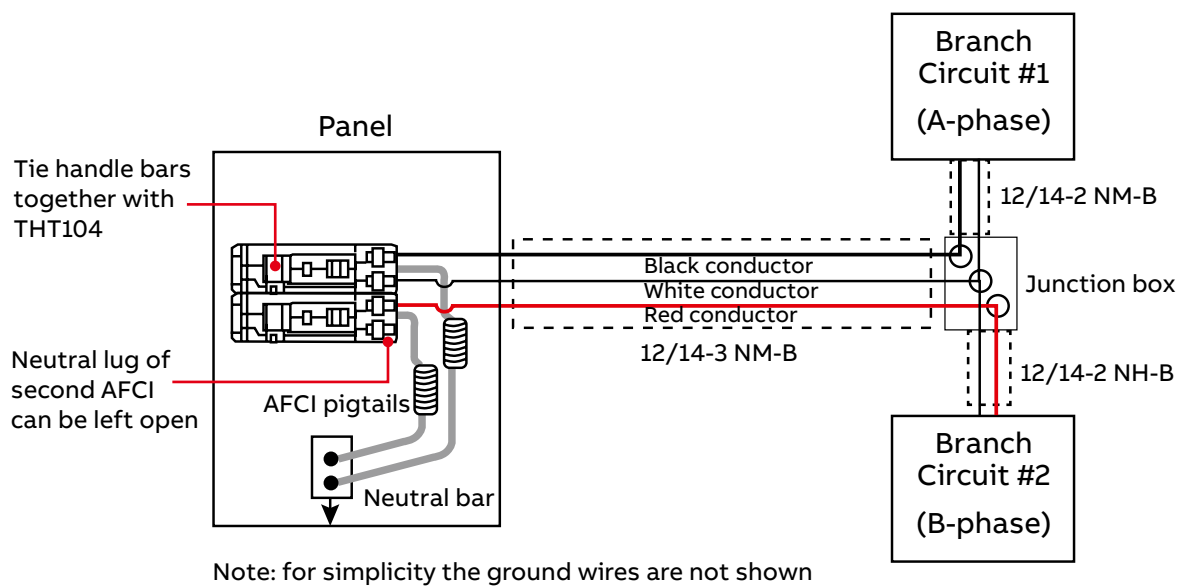 Branch
Circuit #1
(A-phase)
Panel
Tie handle bars
together with
THT104
12/14-2 NM-B
Black conductor
White conductor
Red conductor
Junction box
12/14-3 NM-B
Neutral lug of
second AFCI
can be left open
AFCI pigtails
12/14-2 NH-B
Branch
Circuit #2
(B-phase)
Neutral bar
Note: for simplicity the ground wires are not shown